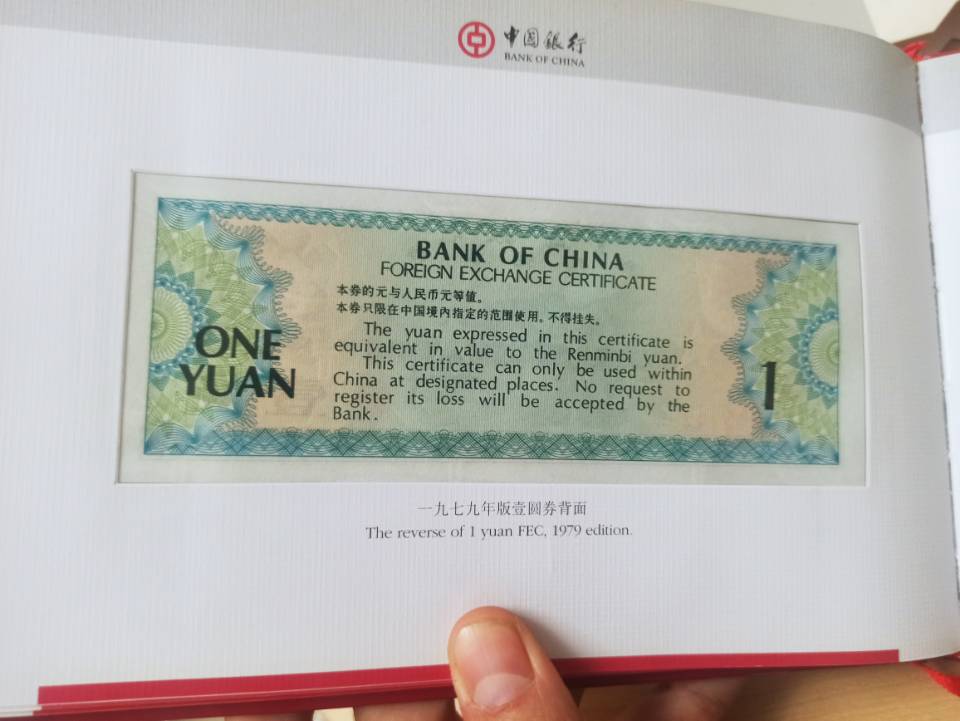 中国银行
BANK OF CHINA
BANK OF CHINA
FOREIGN EXCHANGE CERTIFICATE
本券的元与人民币元等值。
本券只限在中国境内指定的范围使用。不得挂失。
The yuan expressed in this certificate is
equivalent in value to the Renminbi yuan.
This certificate can only be used within
China at designated places. No request to
register its loss will be accepted by the
Bank.
ONE
YUAN
1
一九七九年版壹圆券背面
The reverse of 1 yuan FEC, 1979 edition.